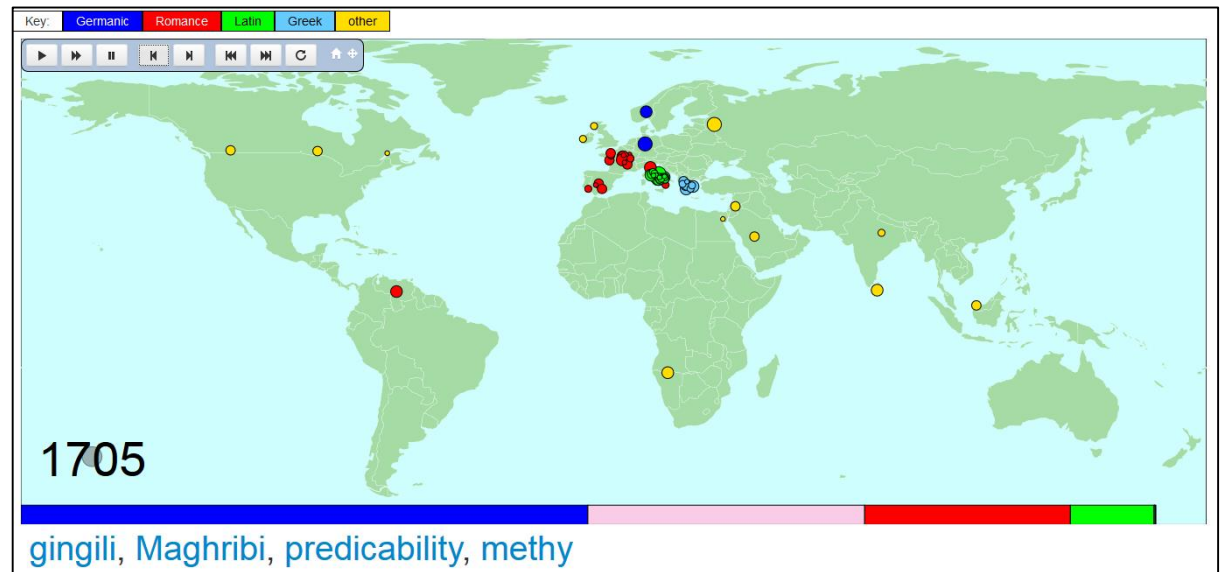 Key: Germanic Romance Latin Greek other
1705
gingili, Maghribi, predicability, methy